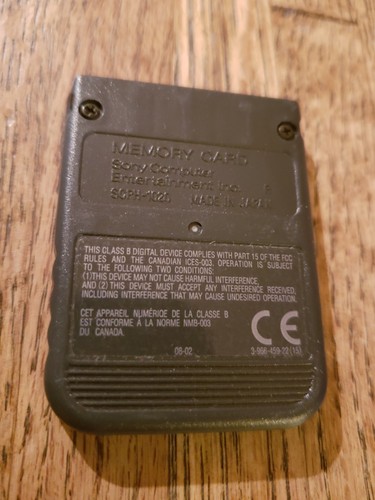 MEMORY CARD
Sony Computer
Entertainment Inc. F
SCPH-1020 MADE IN JAPAN
THIS CLASS B DIGITAL DEVICE COMPLIES WITH PART 15 OF THE FCC
RULES AND THE CANADIAN ICES-003. OPERATION IS SUBJECT
TO THE FOLLOWING TWO CONDITIONS:
(1)THIS DEVICE MAY NOT CAUSE HARMFUL INTERFERENCE,
AND (2) THIS DEVICE MUST ACCEPT ANY INTERFERENCE RECEIVED,
INCLUDING INTERFERENCE THAT MAY CAUSE UNDESIRED OPERATION.
CET APPAREIL NUMÉRIDE DE LA CLASSE B
EST CONFORME À LA NORME NMB-003
DU CANADA.
CE
08-02